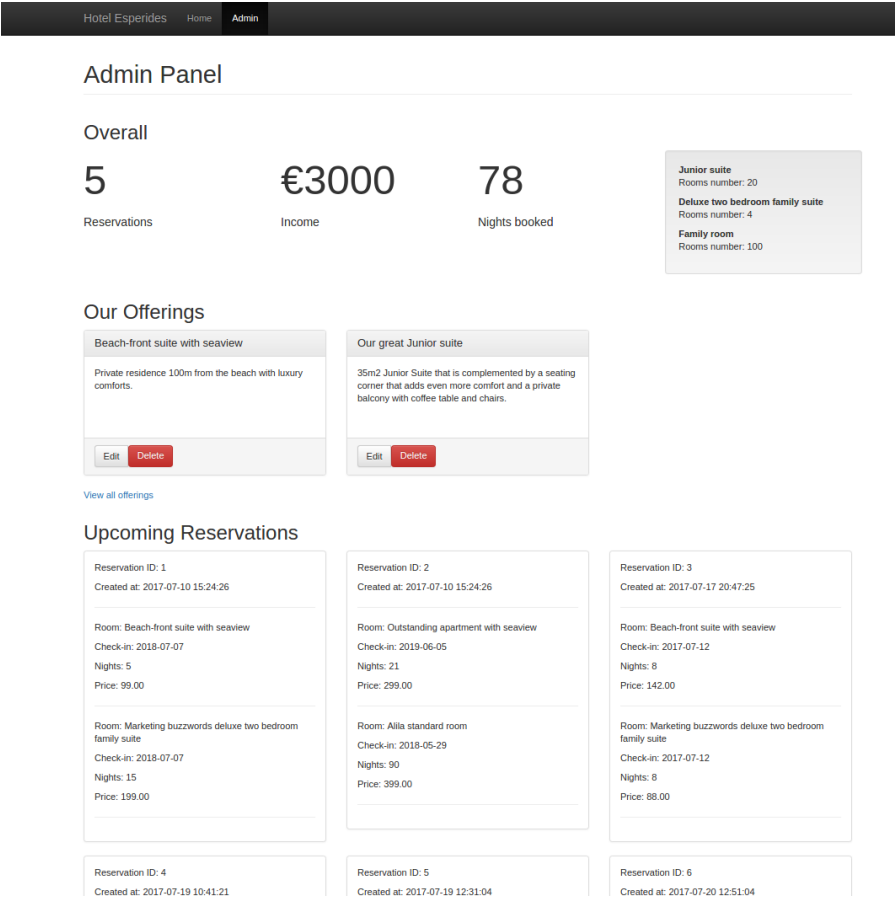 Hotel Esperides Home Admin
Admin Panel
Overall
5
Reservations
€3000
Income
78
Nights booked
Junior suite
Rooms number: 20
Deluxe two bedroom family suite
Rooms number: 4
Family room
Rooms number: 100
Our Offerings
Beach-front suite with seaview
Private residence 100m from the beach with luxury
comforts.
Edit Delete
Our great Junior suite
35m2 Junior Suite that is complemented by a seating
corner that adds even more comfort and a private
balcony with coffee table and chairs.
Edit Delete
View all offerings
Upcoming Reservations
Reservation ID: 1
Created at: 2017-07-10 15:24:26
Room: Beach-front suite with seaview
Check-in: 2018-07-07
Nights: 5
Price: 99.00
Room: Marketing buzzwords deluxe two bedroom
family suite
Check-in: 2018-07-07
Nights: 15
Price: 199.00
Reservation ID: 2
Created at: 2017-07-10 15:24:26
Room: Outstanding apartment with seaview
Check-in: 2019-06-05
Nights: 21
Price: 299.00
Room: Alila standard room
Check-in: 2018-05-29
Nights: 90
Price: 399.00
Reservation ID: 3
Created at: 2017-07-17 20:47:25
Room: Beach-front suite with seaview
Check-in: 2017-07-12
Nights: 8
Price: 142.00
Room: Marketing buzzwords deluxe two bedroom
family suite
Check-in: 2017-07-12
Nights: 8
Price: 88.00
Reservation ID: 4
Created at: 2017-07-19 10:41:21
Reservation ID: 5
Created at: 2017-07-19 12:31:04
Reservation ID: 6
Created at: 2017-07-20 12:51:04